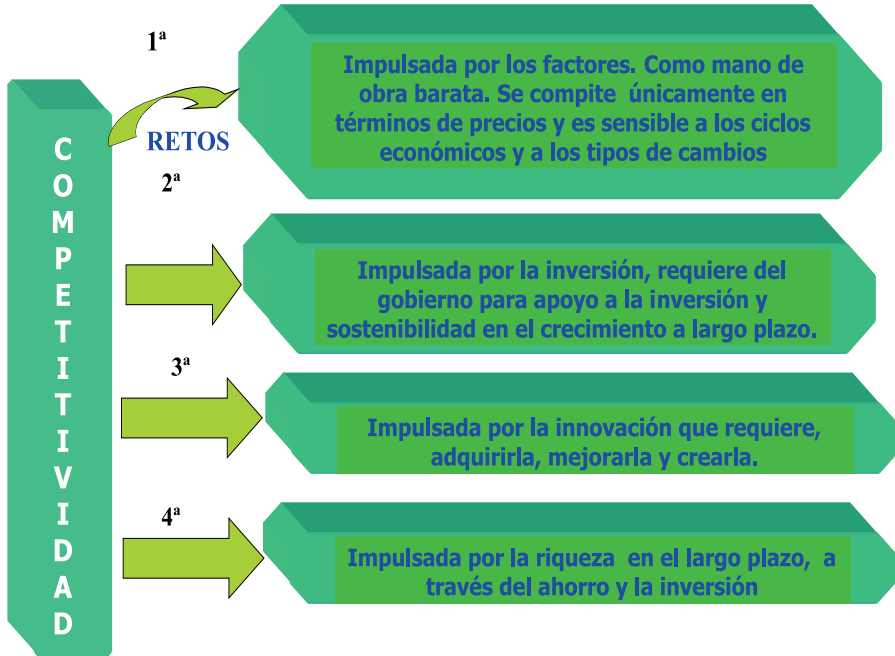 COMPETITIVIDAD
1ª
RETOS
Impulsada por los factores. Como mano de
obra barata. Se compite únicamente en
términos de precios y es sensible a los ciclos
económicos y a los tipos de cambios
2ª
Impulsada por la inversión, requiere del
gobierno para apoyo a la inversión y
sostenibilidad en el crecimiento a largo plazo.
3ª
Impulsada por la innovación que requiere,
adquirirla, mejorarla y crearla.
4ª
Impulsada por la riqueza en el largo plazo, a
través del ahorro y la inversión